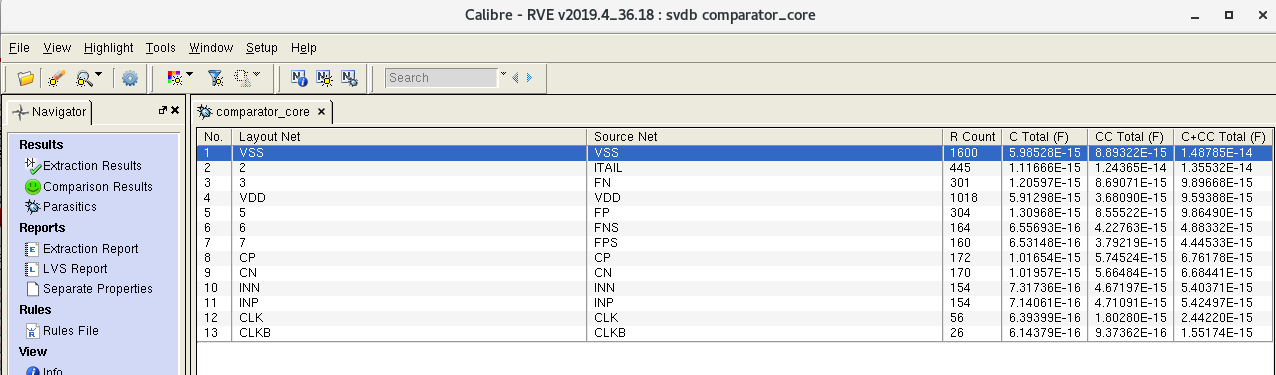 Calibre - RVE v2019.4_36.18 : svdb comparator_core
File View Highlight Tools Window Setup Help
Search
Navigator
comparator_core
Results
Extraction Results
Comparison Results
Parasitics
Reports
Extraction Report
LVS Report
Separate Properties
Rules
Rules File
View
Info
No. Layout Net Source Net R Count C Total (F) CC Total (F) C+CC Total (F)
1 VSS VSS 1600 5.98528E-15 8.89322E-15 1.48785E-14
2 2 ITAIL 445 1.11666E-15 1.24365E-14 1.35532E-14
3 3 FN 301 1.20597E-15 8.69071E-15 9.89668E-15
4 VDD VDD 1018 5.91298E-15 3.68090E-15 9.59388E-15
5 5 FP 304 1.30968E-15 8.55522E-15 9.86490E-15
6 6 FNS 164 6.55693E-16 4.22763E-15 4.88332E-15
7 7 FPS 160 6.53148E-16 3.79219E-15 4.44533E-15
8 CP CP 172 1.01654E-15 5.74524E-15 6.76178E-15
9 CN CN 170 1.01957E-15 5.66484E-15 6.68441E-15
10 INN INN 154 7.31736E-16 4.67197E-15 5.40371E-15
11 INP INP 154 7.14061E-16 4.71091E-15 5.42497E-15
12 CLK CLK 56 6.39399E-16 1.80280E-15 2.44220E-15
13 CLKB CLKB 26 6.14379E-16 9.37362E-16 1.55174E-15